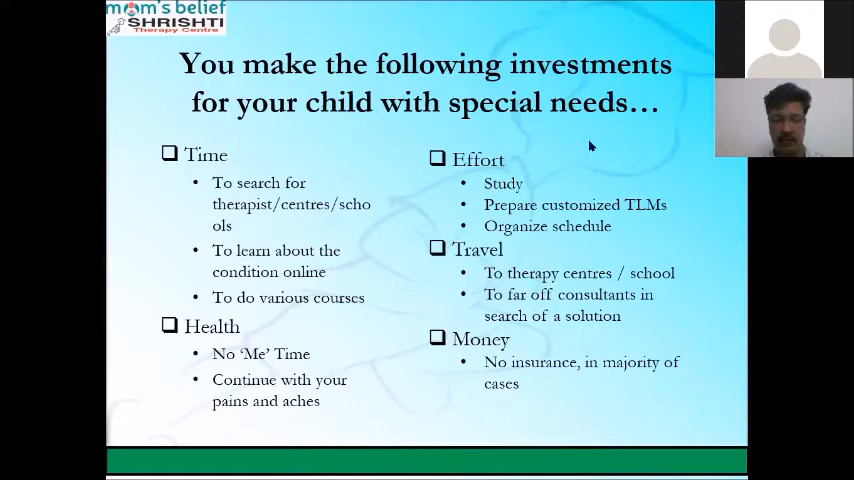 mom's belief
SHRISHTI
Therapy Centre
You make the following investments
for your child with special needs…
Time
• To search for
therapist/centres/scho
ols
• To learn about the
condition online
• To do various courses
Health
• No ‘Me’ Time
• Continue with your
pains and aches
Effort
• Study
• Prepare customized TLMs
• Organize schedule
Travel
• To therapy centres / school
• To far off consultants in
search of a solution
Money
• No insurance, in majority of
cases